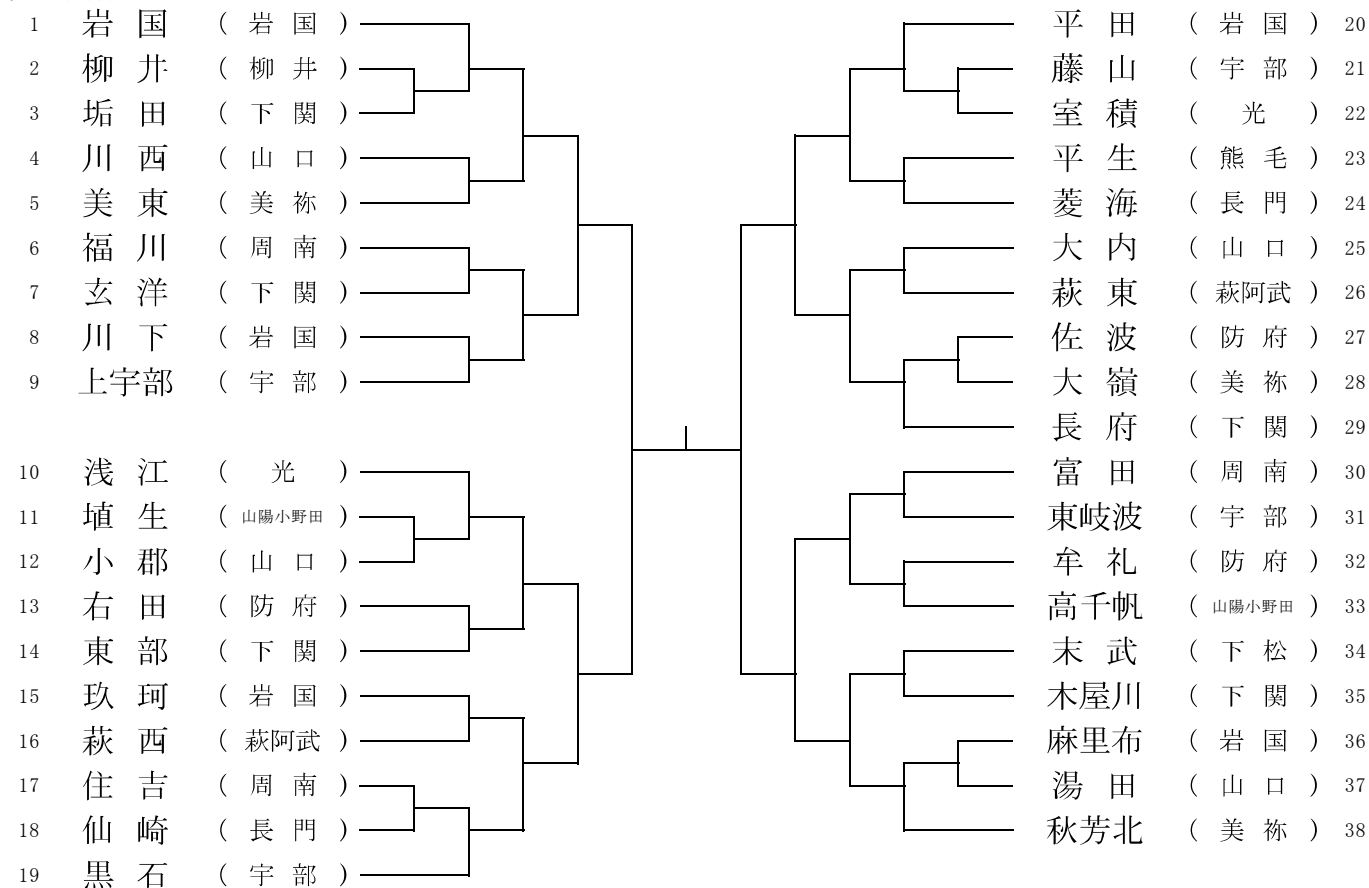 1 岩国 （岩国）
2 柳井 （柳井）
3 垢田 （下関）
4 川西 （山口）
5 美東 （美祢）
6 福川 （周南）
7 玄洋 （下関）
8 川下 （岩国）
9 上宇部 （宇部）
10 浅江 （光）
11 埴生 （山陽小野田）
12 小郡 （山口）
13 右田 （防府）
14 東部 （下関）
15 玖珂 （岩国）
16 萩西 （萩阿武）
17 住吉 （周南）
18 仙崎 （長門）
19 黒石 （宇部）
平田 （岩国） 20
藤山 （宇部） 21
室積 （光） 22
平生 （熊毛） 23
菱海 （長門） 24
大内 （山口） 25
萩東 （萩阿武） 26
佐波 （防府） 27
大嶺 （美祢） 28
長府 （下関） 29
富田 （周南） 30
東岐波 （宇部） 31
牟礼 （防府） 32
高千帆 （山陽小野田） 33
末武 （下松） 34
木屋川 （下関） 35
麻里布 （岩国） 36
湯田 （山口） 37
秋芳北 （美祢） 38